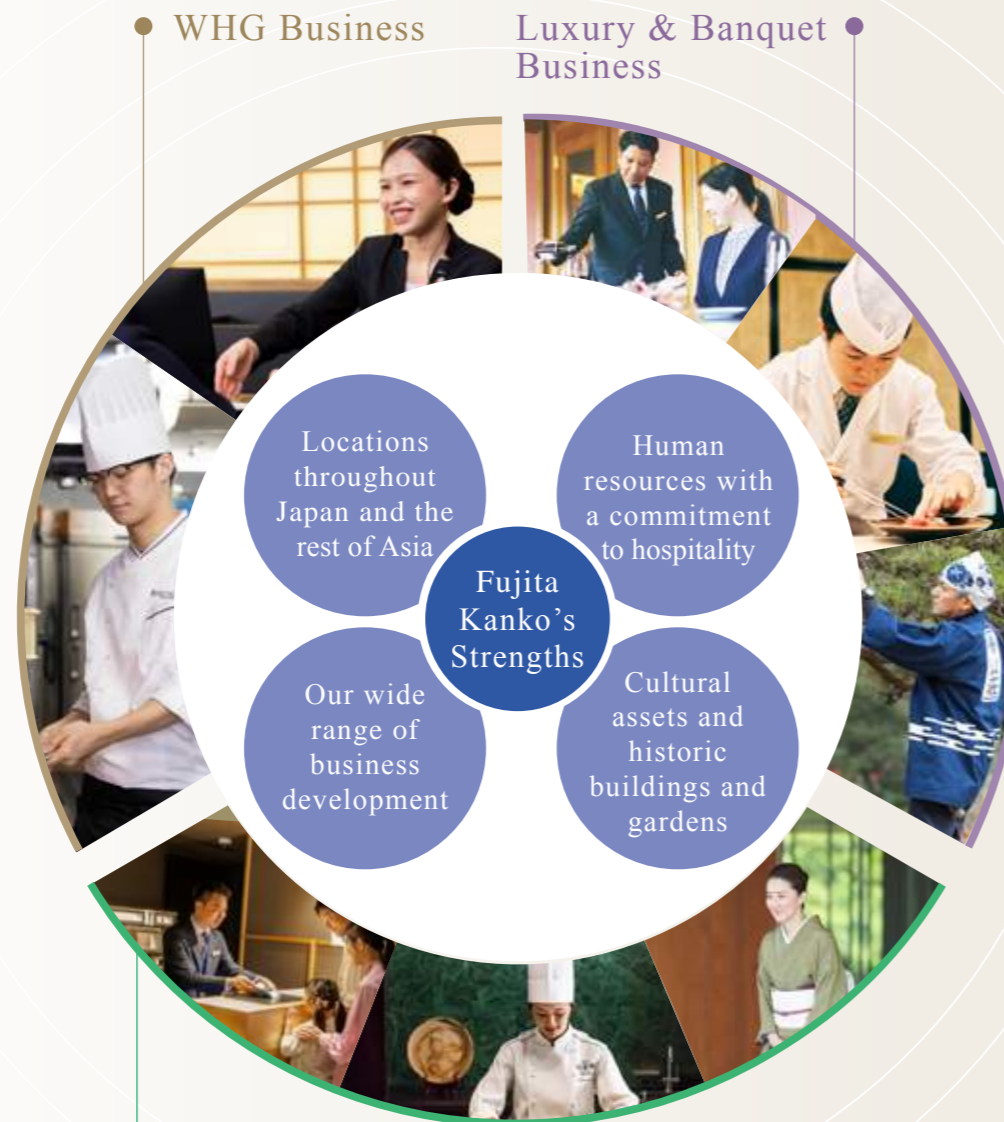 WHG Business
Luxury & Banquet
Business
Locations
throughout
Japan and the
rest of Asia
Human
resources with
a commitment
to hospitality
Fujita
Kanko’s
Strengths
Our wide
range of
business
development
Cultural
assets and
historic
buildings and
gardens